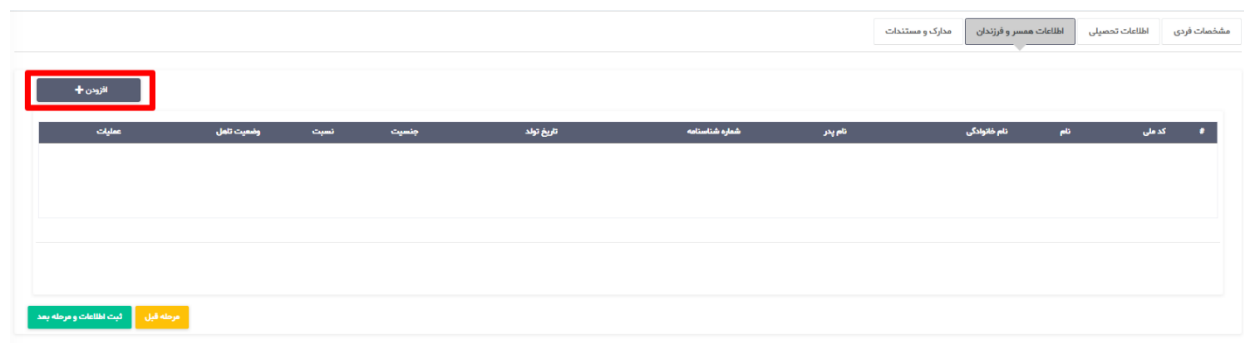 مشخصات فردی اطلاعات تحصیلی اطلاعات همسر و فرزندان مدارک و مستندات
افزودن +
# کد ملی نام نام خانوادگی نام پدر شماره شناسنامه تاریخ تولد جنسیت نسبت وضعیت تاهل عملیات
مرحله قبل ثبت اطلاعات و مرحله بعد